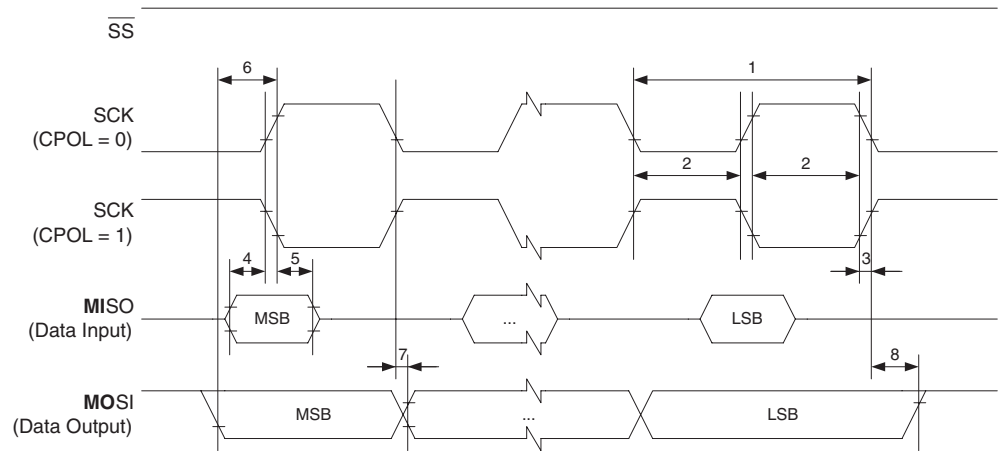 SS
6
1
SCK
(CPOL = 0)
2
2
SCK
(CPOL = 1)
4
5
3
MISO
(Data Input)
MSB
...
LSB
7
8
MOSI
(Data Output)
MSB
...
LSB